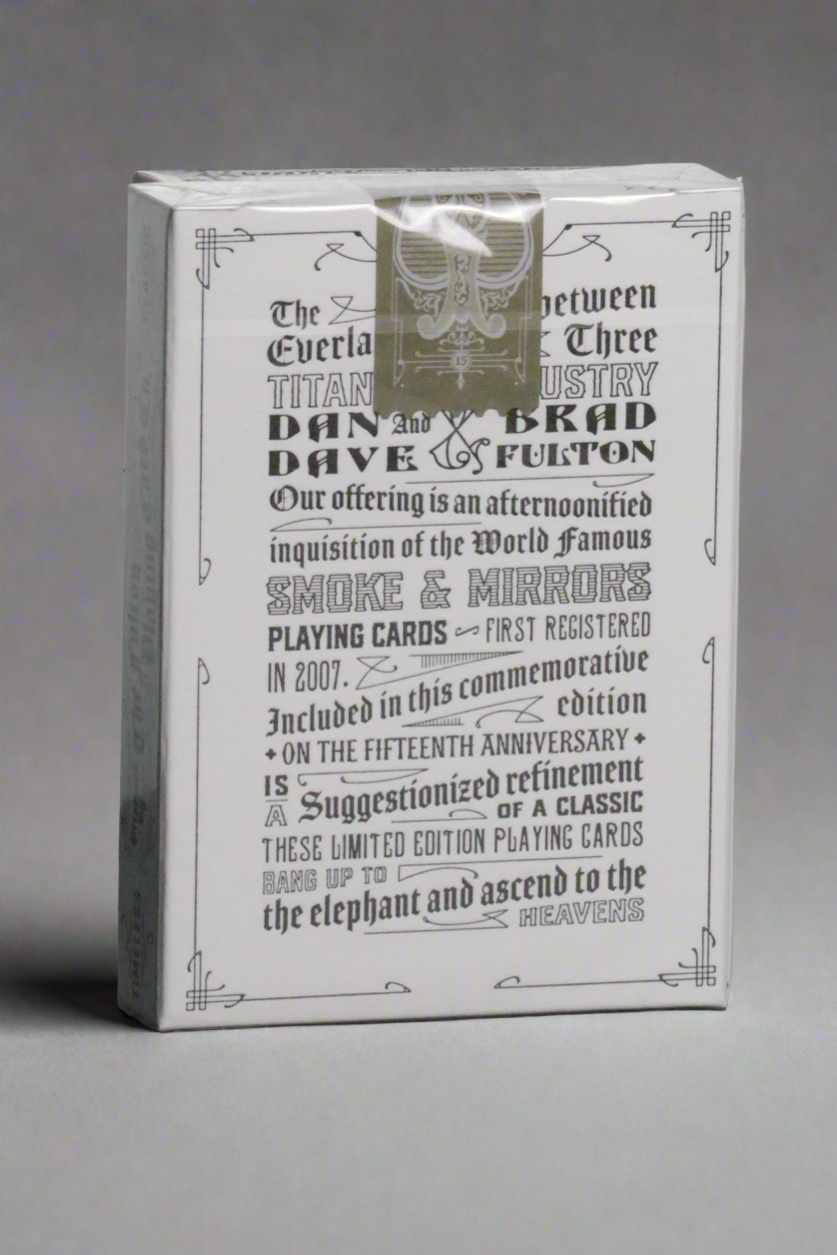 The between
Everla Three
TITAN USTRY
DAN And BRAD
DAVE FULTON
Our offering is an afternoonified
inquisition of the World Famous
SMOKE & MIRRORS
PLAYING CARDS ~ FIRST REGISTERED
IN 2007.
Included in this commemorative
edition
ON THE FIFTEENTH ANNIVERSARY
IS
A Suggestionized refinement
OF A CLASSIC
THESE LIMITED EDITION PLAYING CARDS
BANG UP TO
the elephant and ascend to the
HEAVENS
15
TIMELESS